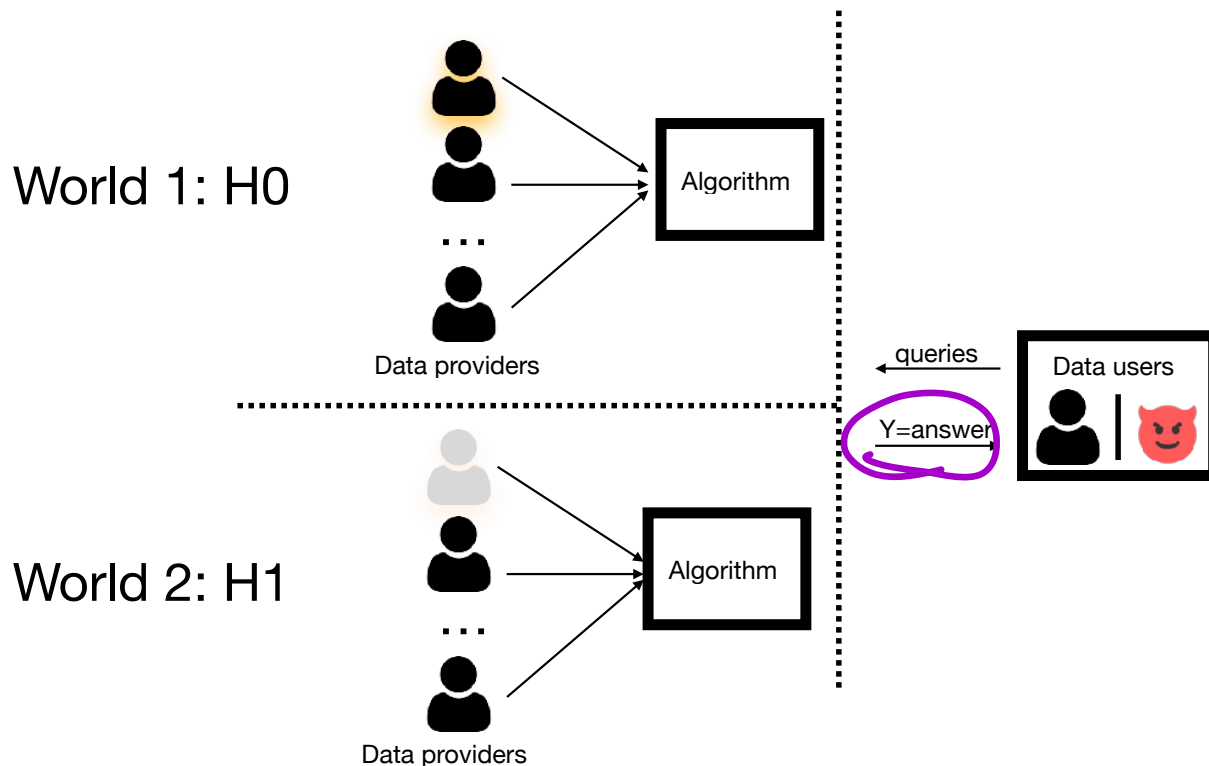 World 1: H0
Algorithm
...
Data providers
queries
Data users
Y=answer
World 2: H1
Algorithm
...
Data providers